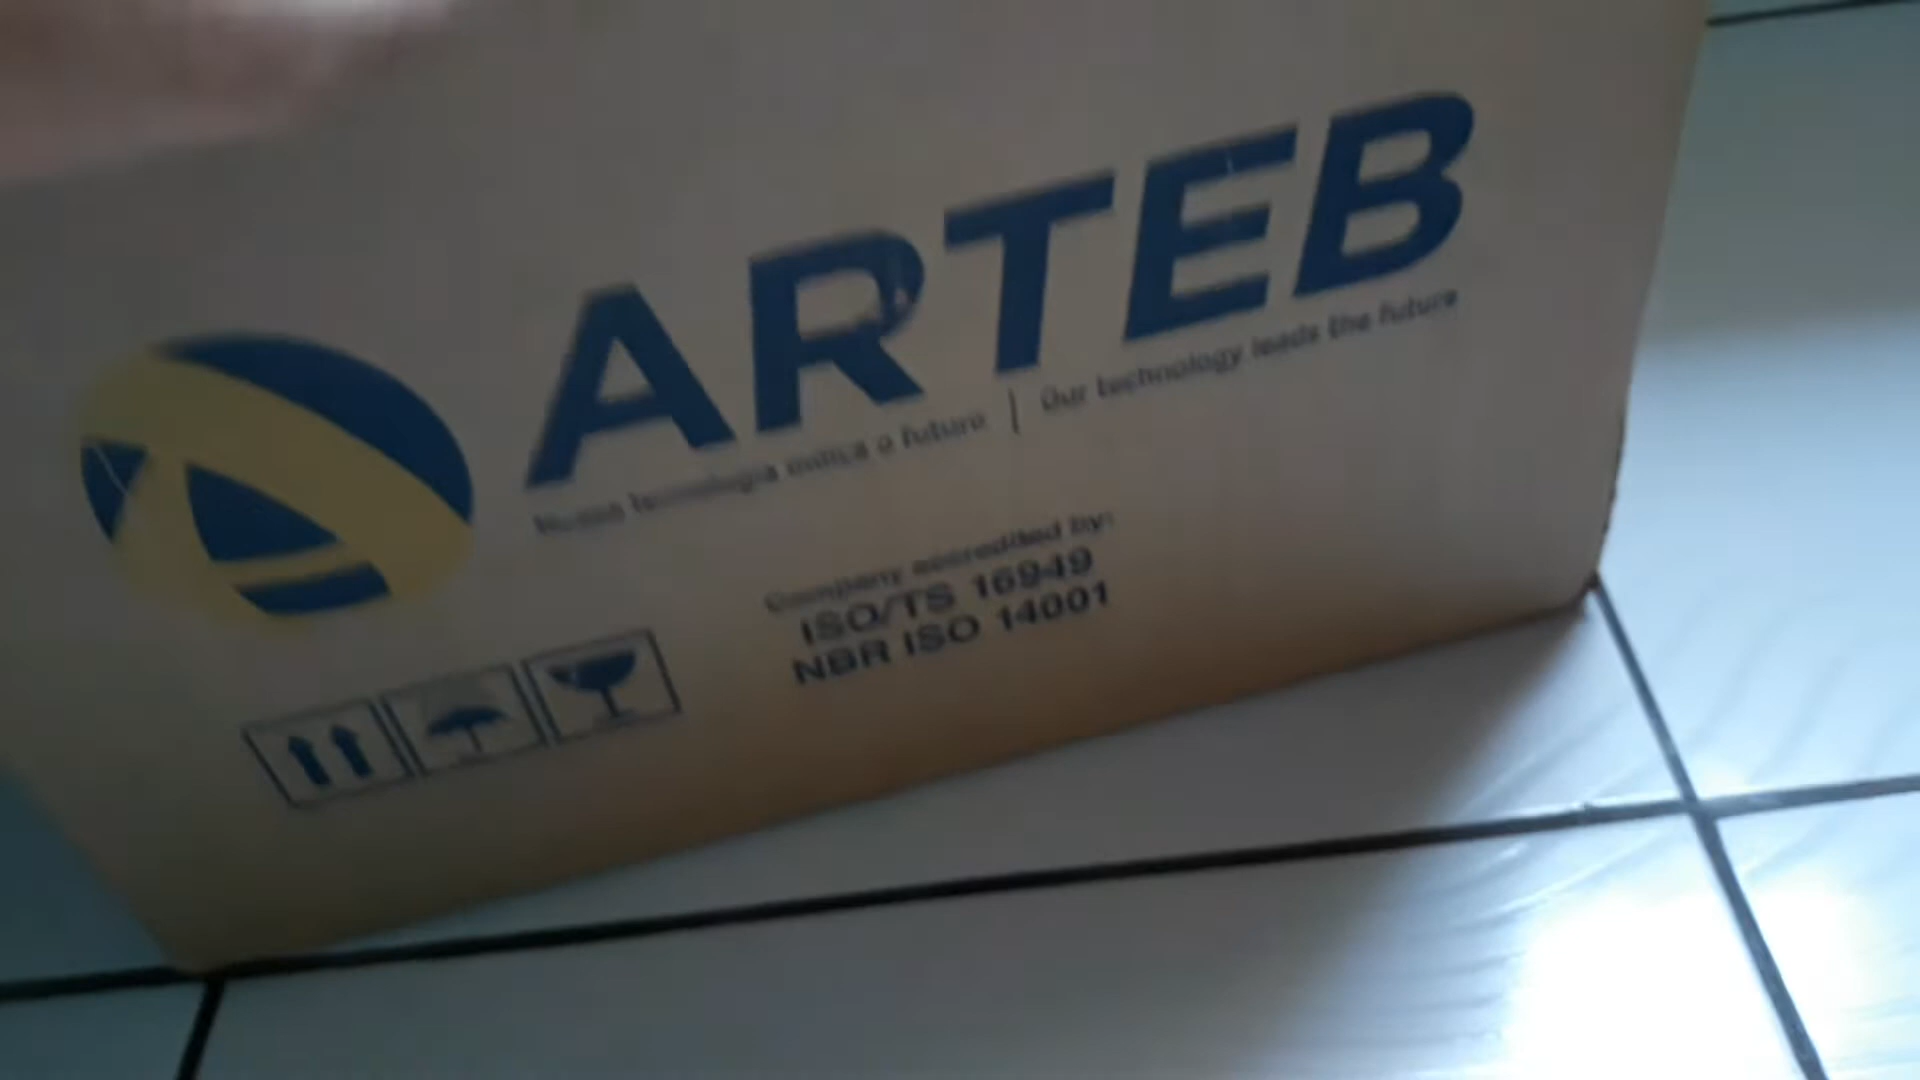 ARTEB
Nossa tecnologia indica o futuro | Our technology leads the future
Company accredited by:
ISO/TS 16949
NBR ISO 14001